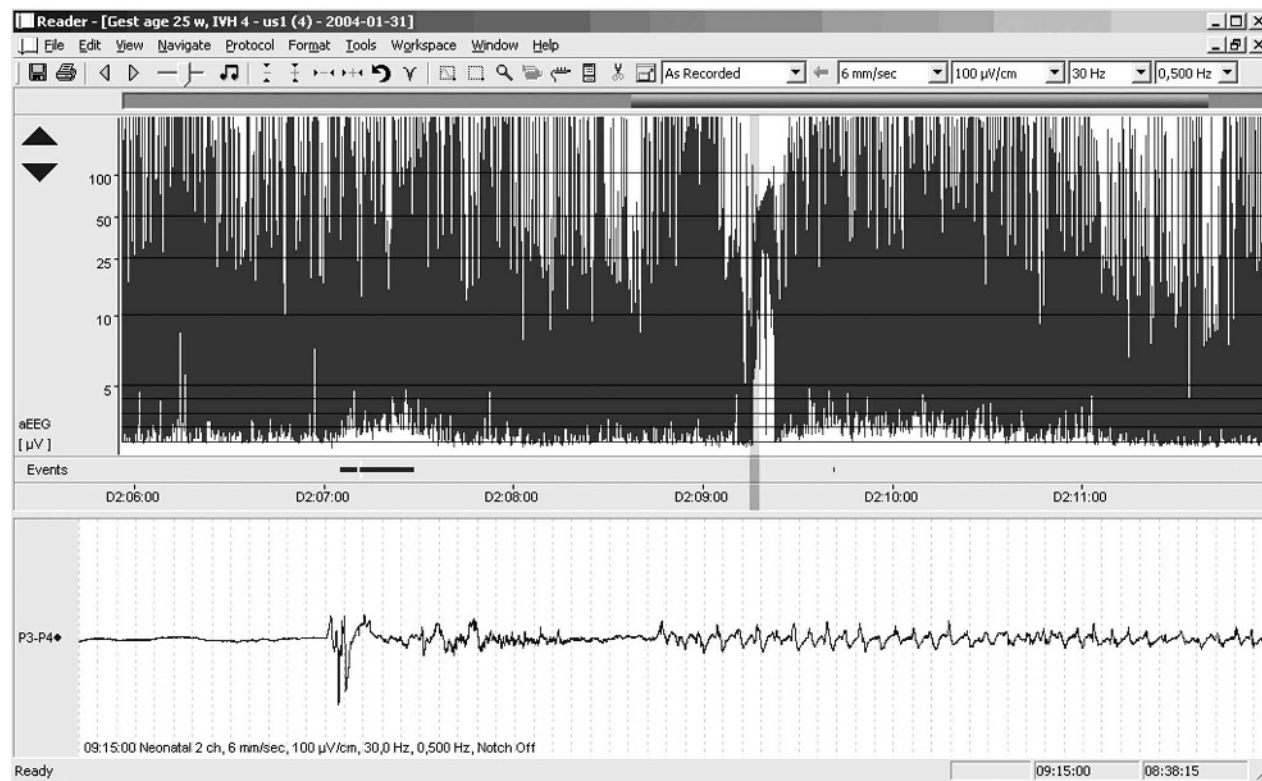 Reader - [Gest age 25 w, IVH 4 - us1 (4) - 2004-01-31]
File Edit View Navigate Protocol Format Tools Workspace Window Help
As Recorded 6 mm/sec 100 µV/cm 30 Hz 0,500 Hz
100
50
25
10
5
aEEG
[ µV ]
Events
D2:06:00 D2:07:00 D2:08:00 D2:09:00 D2:10:00 D2:11:00
P3-P4
09:15:00 Neonatal 2 ch, 6 mm/sec, 100 µV/cm, 30,0 Hz, 0,500 Hz, Notch Off
Ready 09:15:00 08:38:15